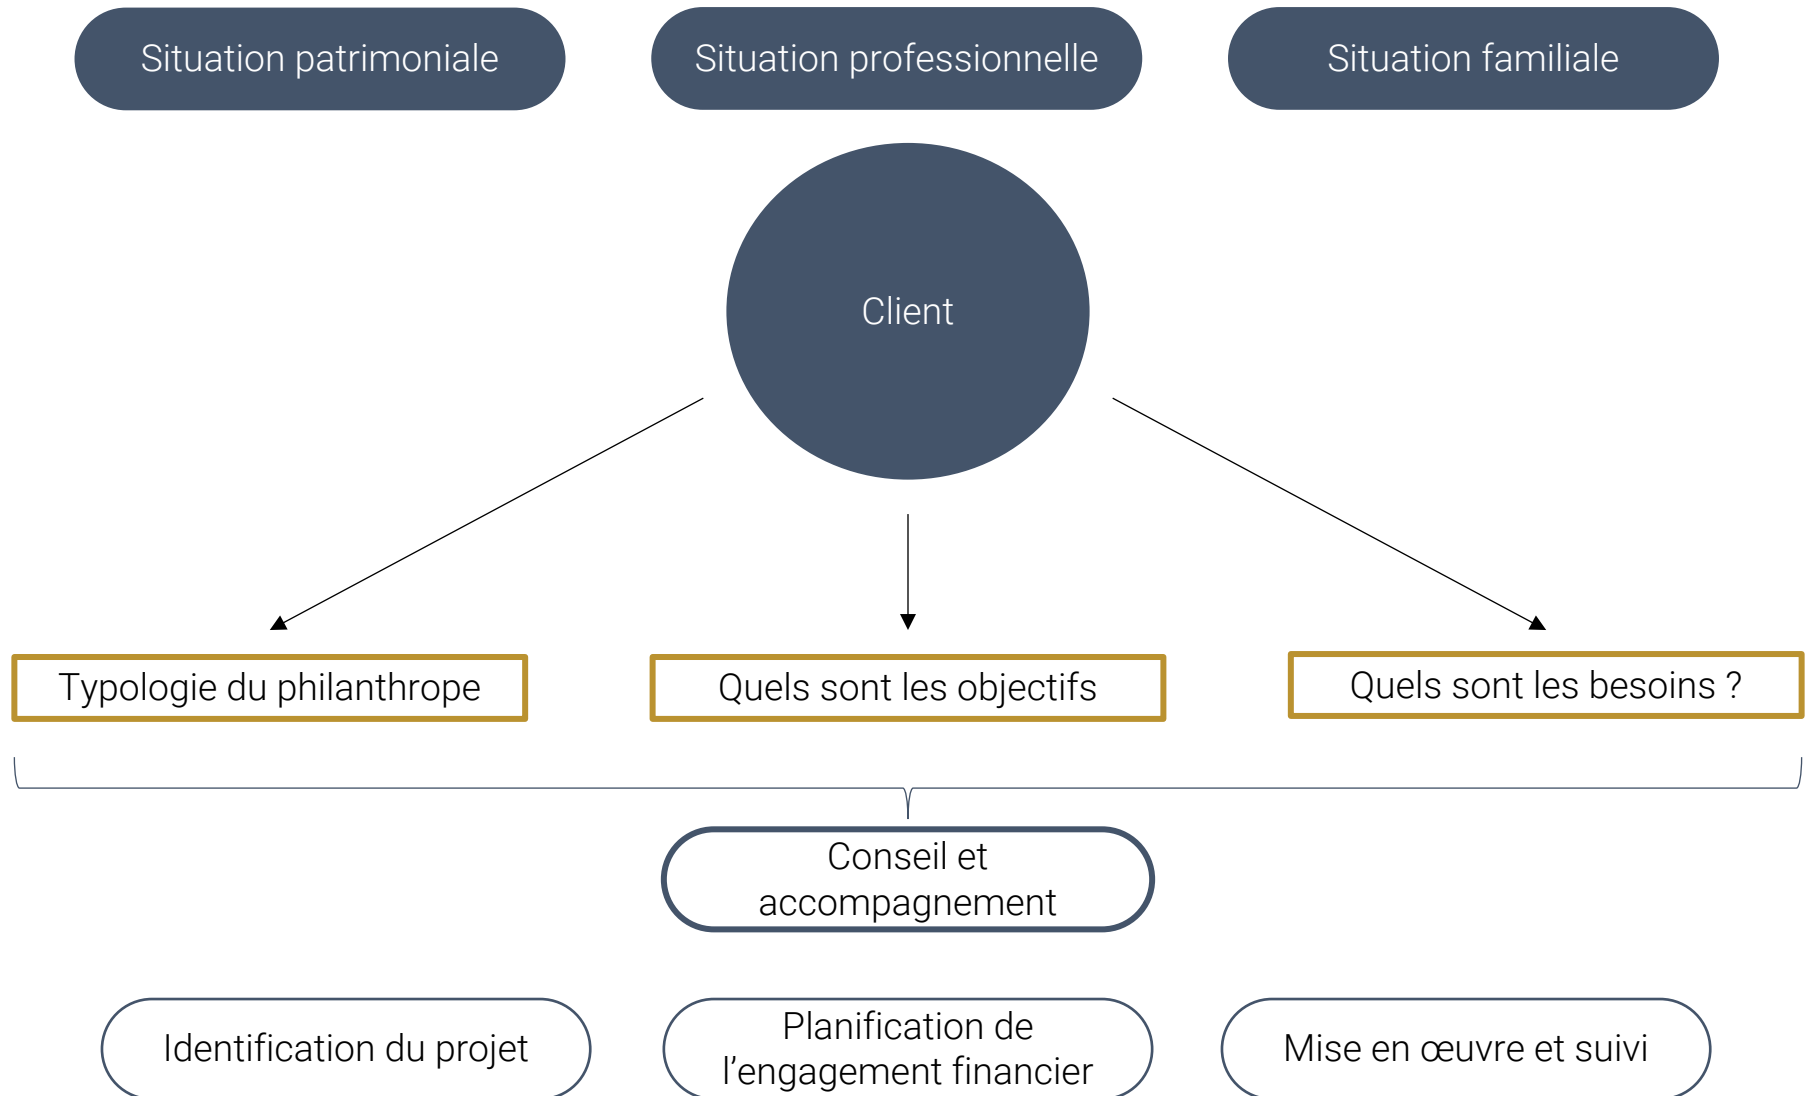 Situation patrimoniale
Situation professionnelle
Situation familiale
Client
Typologie du philanthrope
Quels sont les objectifs
Quels sont les besoins ?
Conseil et
accompagnement
Identification du projet
Planification de
l’engagement financier
Mise en œuvre et suivi